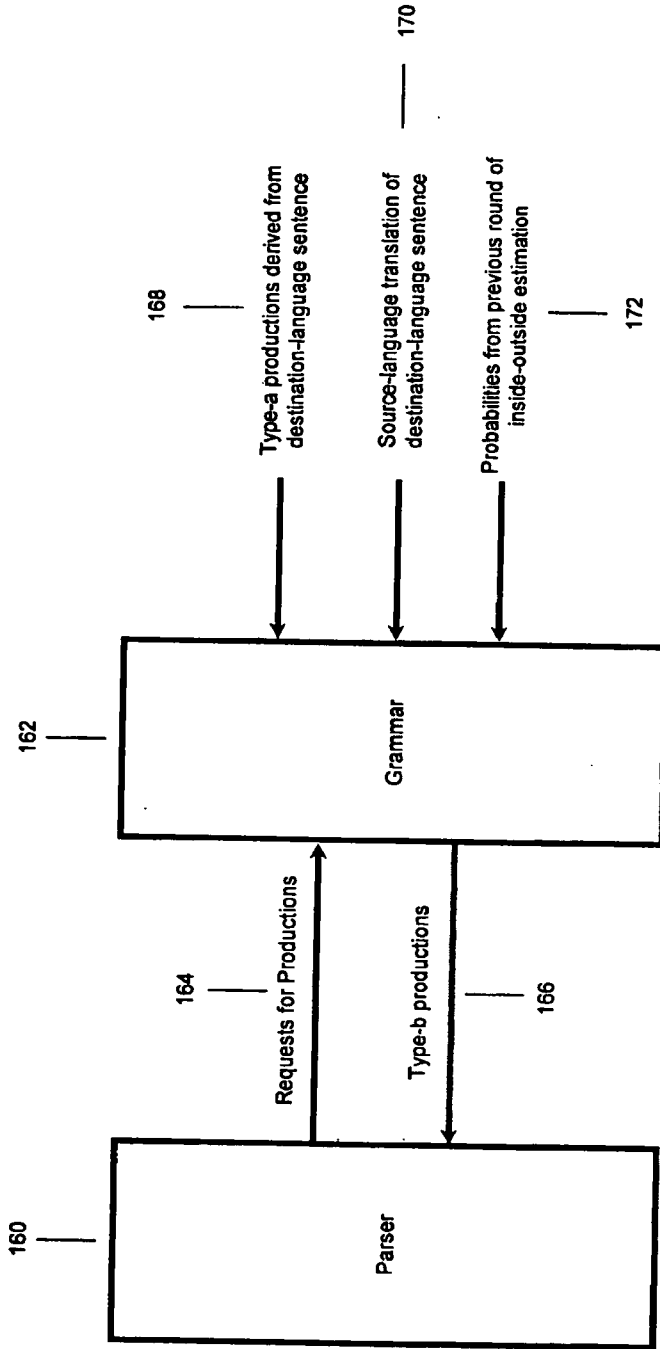 160
Parser
164
Requests for Productions
Type-b productions
166
162
Grammar
168
Type-a productions derived from
destination-language sentence
170
Source-language translation of
destination-language sentence
Probabilities from previous round of
inside-outside estimation
172